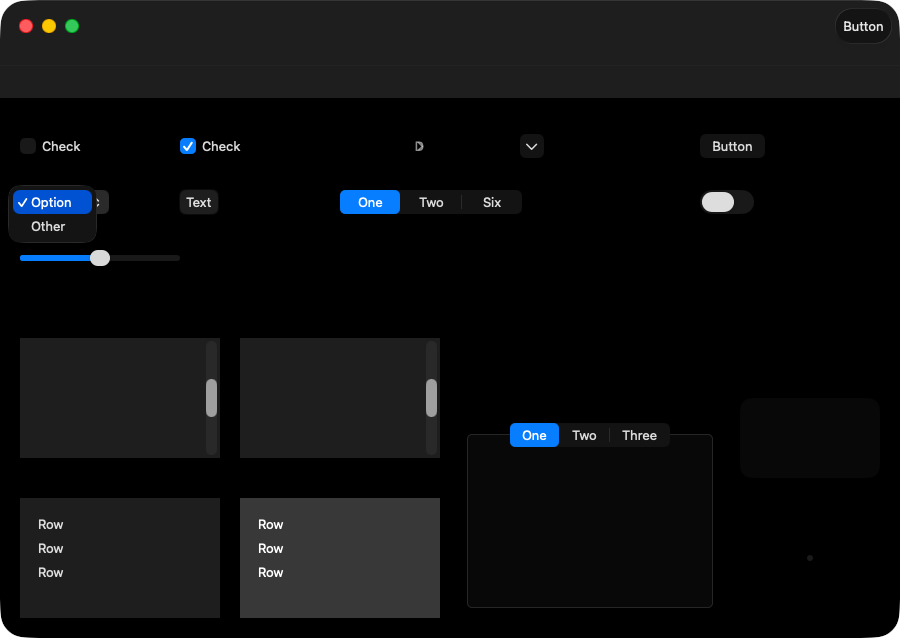 Button
Check
Check
Button
Option
Other
Text
One
Two
Six
One
Two
Three
Row
Row
Row
Row
Row
Row